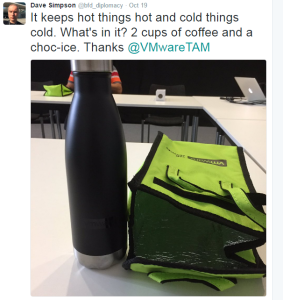 Dave Simpson @bfd_diplomacy · Oct 19
It keeps hot things hot and cold things
cold. What's in it? 2 cups of coffee and a
choc-ice. Thanks @VMwareTAM